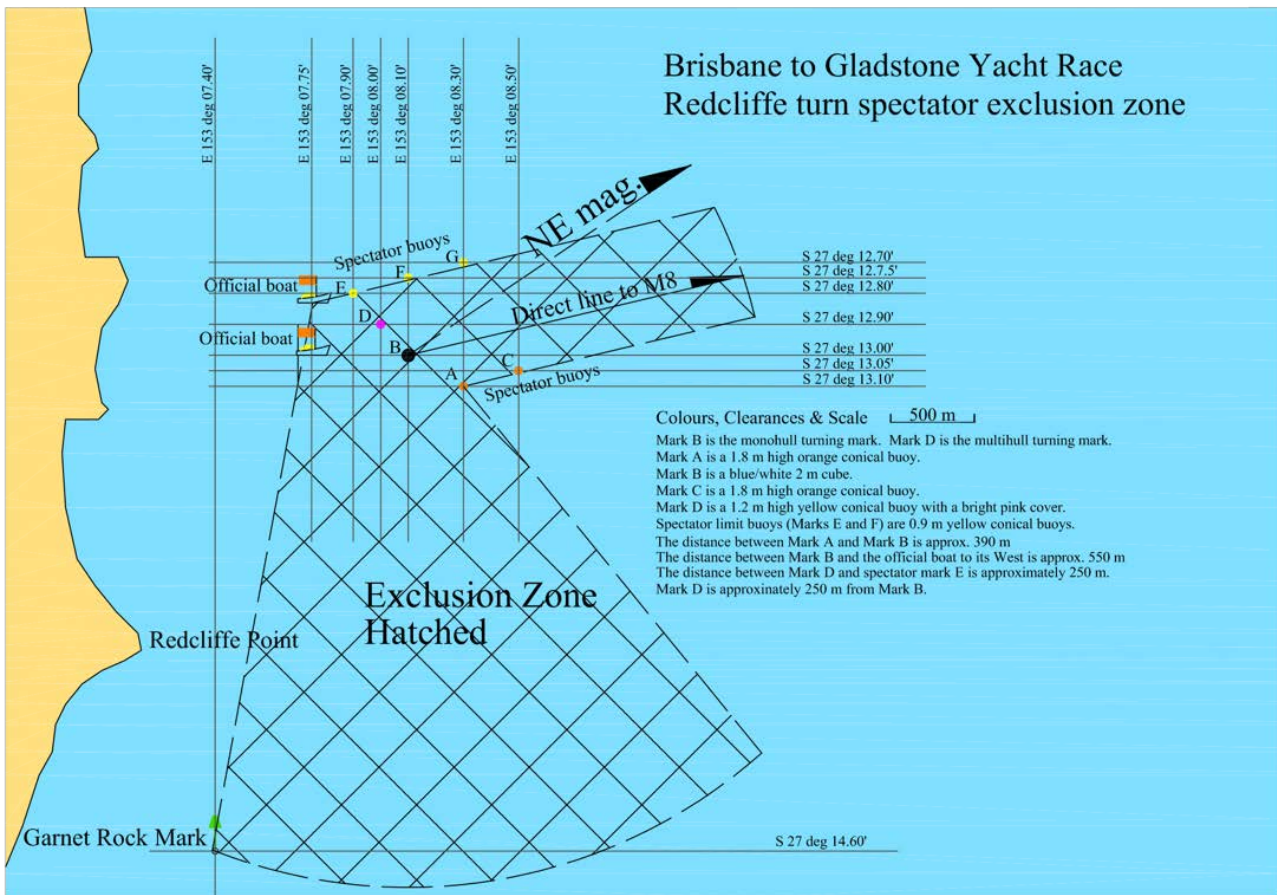 Brisbane to Gladstone Yacht Race
Redcliffe turn spectator exclusion zone
E 153 deg 07.40'
E 153 deg 07.75'
E 153 deg 07.90'
E 153 deg 08.00'
E 153 deg 08.10'
E 153 deg 08.30'
E 153 deg 08.50'
NE mag.
Spectator buoys
G
F
E
Official boat
D
Official boat
B
Direct line to M8
C
A
Spectator buoys
S 27 deg 12.70'
S 27 deg 12.7.5'
S 27 deg 12.80'
S 27 deg 12.90'
S 27 deg 13.00'
S 27 deg 13.05'
S 27 deg 13.10'
Colours, Clearances & Scale 500 m
Mark B is the monohull turning mark. Mark D is the multihull turning mark.
Mark A is a 1.8 m high orange conical buoy.
Mark B is a blue/white 2 m cube.
Mark C is a 1.8 m high orange conical buoy.
Mark D is a 1.2 m high yellow conical buoy with a bright pink cover.
Spectator limit buoys (Marks E and F) are 0.9 m yellow conical buoys.
The distance between Mark A and Mark B is approx. 390 m
The distance between Mark B and the official boat to its West is approx. 550 m
The distance between Mark D and spectator mark E is approximately 250 m.
Mark D is approxinately 250 m from Mark B.
Exclusion Zone
Hatched
Redcliffe Point
Garnet Rock Mark
S 27 deg 14.60'